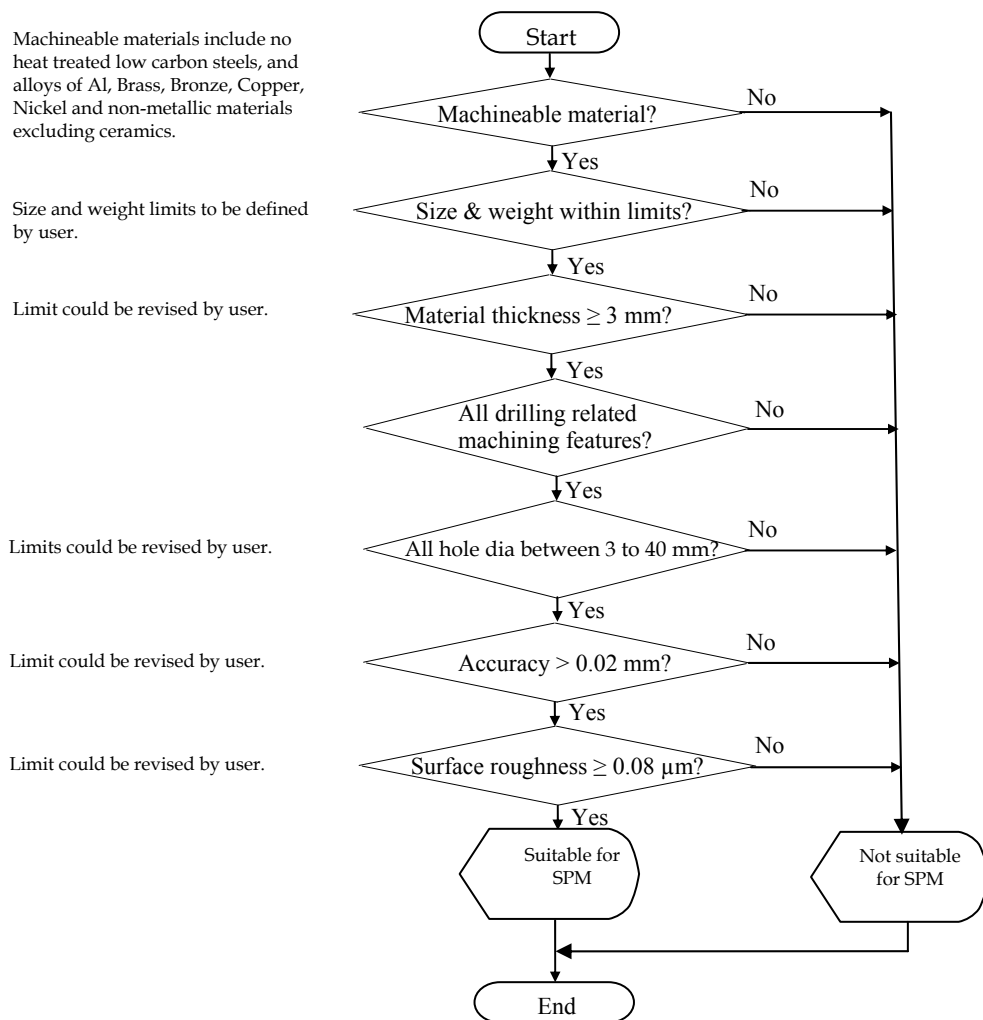 Start
Machineable materials include no
heat treated low carbon steels, and
alloys of Al, Brass, Bronze, Copper,
Nickel and non-metallic materials
excluding ceramics.
Machineable material?
No
Yes
Size and weight limits to be defined
by user.
Size & weight within limits?
No
Yes
Limit could be revised by user.
Material thickness ≥ 3 mm?
No
Yes
All drilling related
machining features?
No
Yes
Limits could be revised by user.
All hole dia between 3 to 40 mm?
No
Yes
Limit could be revised by user.
Accuracy > 0.02 mm?
No
Yes
Limit could be revised by user.
Surface roughness ≥ 0.08 µm?
No
Yes
Suitable for
SPM
Not suitable
for SPM
End